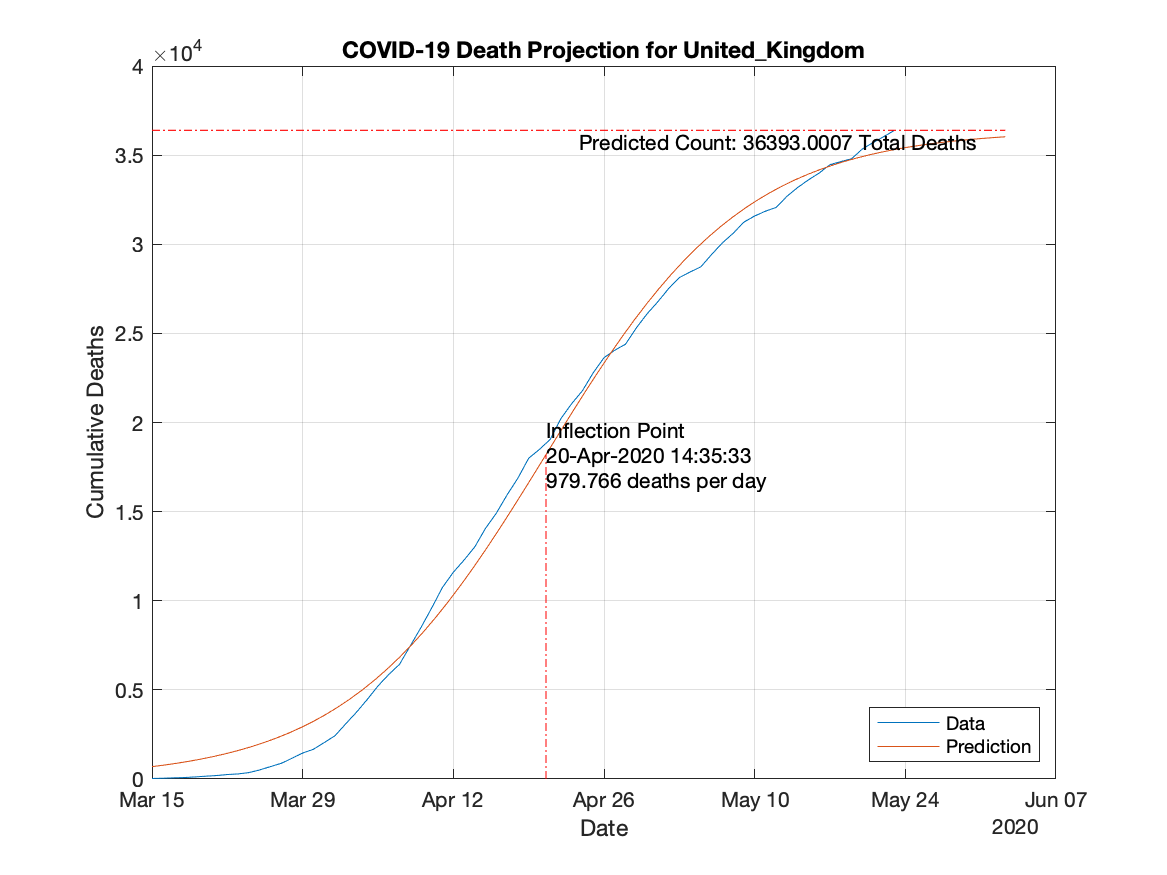 COVID-19 Death Projection for United_Kingdom
×10⁴
4
3.5
3
2.5
2
1.5
1
0.5
0
Cumulative Deaths
Predicted Count: 36393.0007 Total Deaths
Inflection Point
20-Apr-2020 14:35:33
979.766 deaths per day
Data
Prediction
Mar 15 Mar 29 Apr 12 Apr 26 May 10 May 24 Jun 07
Date
2020